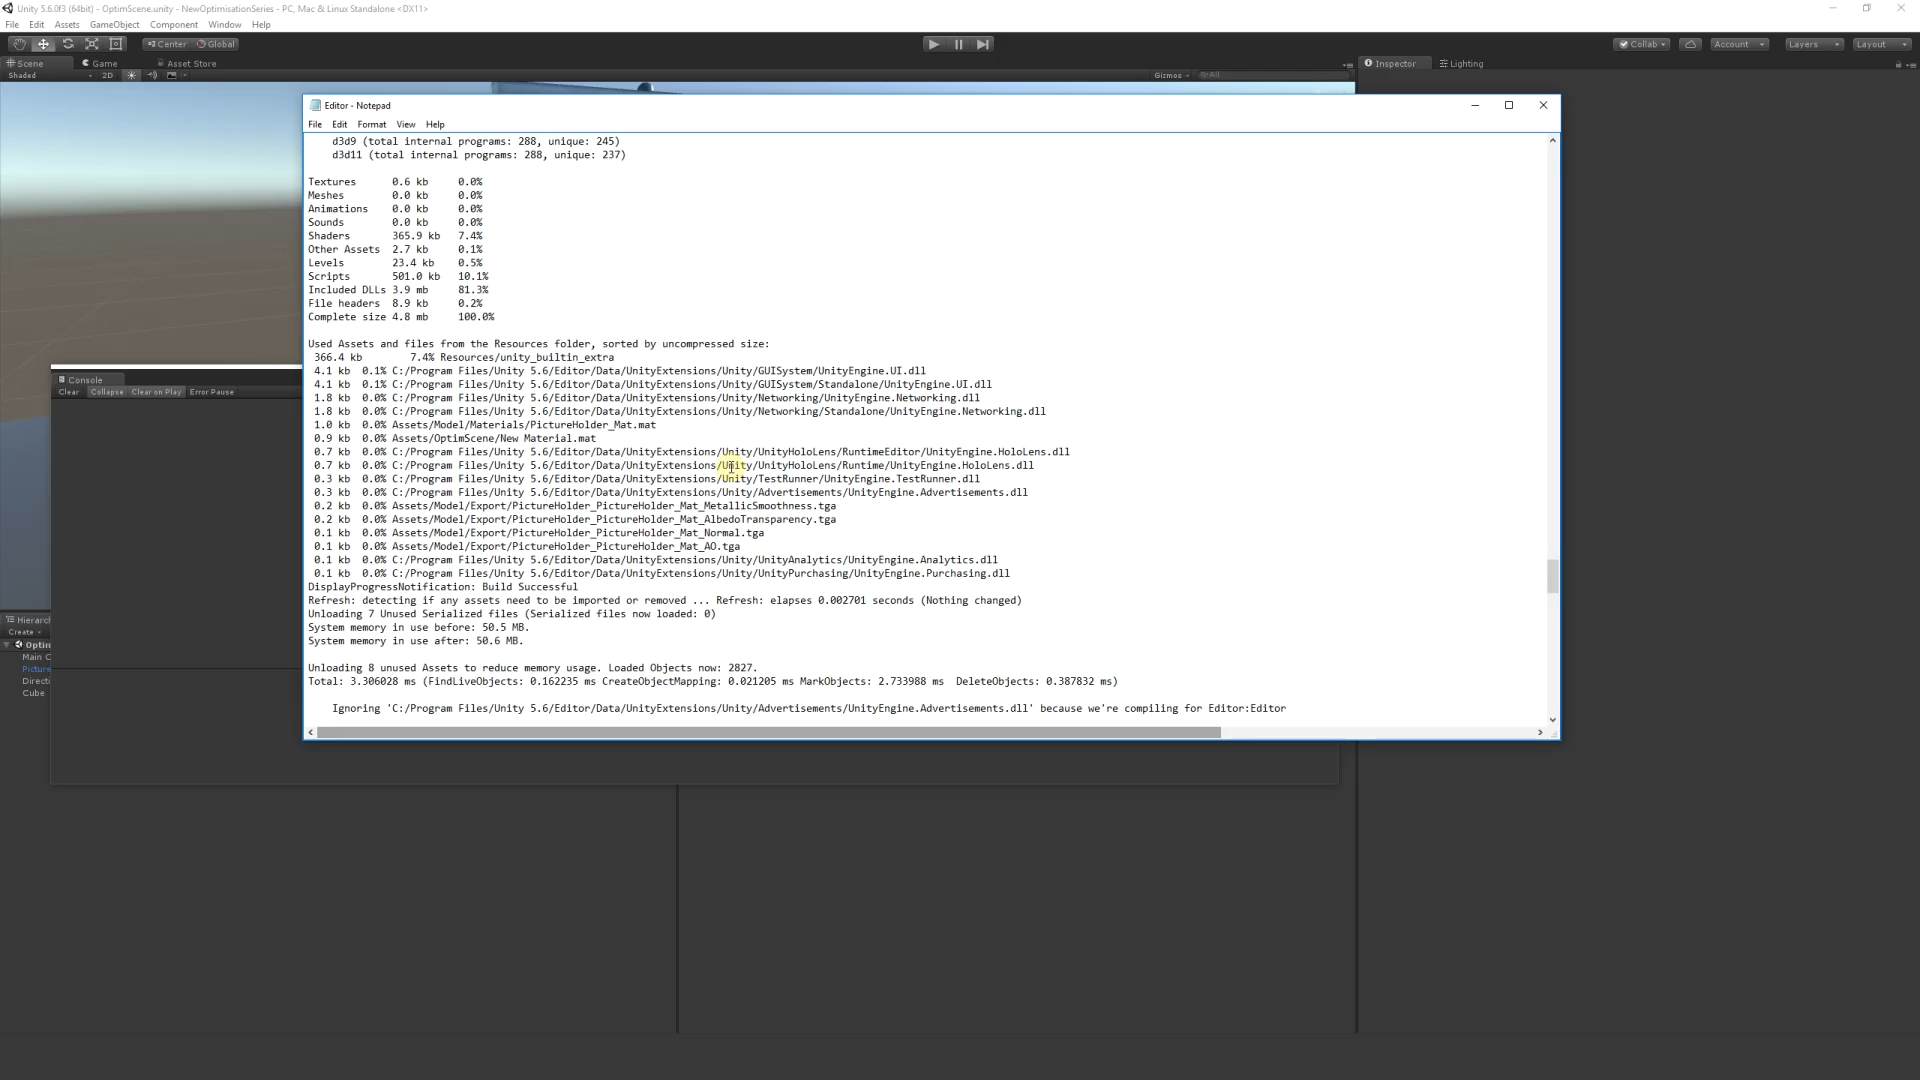 Unity 5.6.0f3 (64bit) - OptimScene.unity - NewOptimisationSeries - PC, Mac & Linux Standalone <DX11>
File Edit Assets GameObject Component Window Help
Center Global
Collab Account Layers Layout
Scene Game Asset Store
Inspector Lighting
Shaded 2D Gizmos All
Editor - Notepad
File Edit Format View Help
d3d9 (total internal programs: 288, unique: 245)
d3d11 (total internal programs: 288, unique: 237)
Textures 0.6 kb 0.0%
Meshes 0.0 kb 0.0%
Animations 0.0 kb 0.0%
Sounds 0.0 kb 0.0%
Shaders 365.9 kb 7.4%
Other Assets 2.7 kb 0.1%
Levels 23.4 kb 0.5%
Scripts 501.0 kb 10.1%
Included DLLs 3.9 mb 81.3%
File headers 8.9 kb 0.2%
Complete size 4.8 mb 100.0%
Used Assets and files from the Resources folder, sorted by uncompressed size:
366.4 kb 7.4% Resources/unity_builtin_extra
4.1 kb 0.1% C:/Program Files/Unity 5.6/Editor/Data/UnityExtensions/Unity/GUISystem/UnityEngine.UI.dll
4.1 kb 0.1% C:/Program Files/Unity 5.6/Editor/Data/UnityExtensions/Unity/GUISystem/Standalone/UnityEngine.UI.dll
1.8 kb 0.0% C:/Program Files/Unity 5.6/Editor/Data/UnityExtensions/Unity/Networking/UnityEngine.Networking.dll
1.8 kb 0.0% C:/Program Files/Unity 5.6/Editor/Data/UnityExtensions/Unity/Networking/Standalone/UnityEngine.Networking.dll
1.0 kb 0.0% Assets/Model/Materials/PictureHolder_Mat.mat
0.9 kb 0.0% Assets/OptimScene/New Material.mat
0.7 kb 0.0% C:/Program Files/Unity 5.6/Editor/Data/UnityExtensions/Unity/UnityHoloLens/RuntimeEditor/UnityEngine.HoloLens.dll
0.7 kb 0.0% C:/Program Files/Unity 5.6/Editor/Data/UnityExtensions/Unity/UnityHoloLens/Runtime/UnityEngine.HoloLens.dll
0.3 kb 0.0% C:/Program Files/Unity 5.6/Editor/Data/UnityExtensions/Unity/TestRunner/UnityEngine.TestRunner.dll
0.3 kb 0.0% C:/Program Files/Unity 5.6/Editor/Data/UnityExtensions/Unity/Advertisements/UnityEngine.Advertisements.dll
0.2 kb 0.0% Assets/Model/Export/PictureHolder_PictureHolder_Mat_MetallicSmoothness.tga
0.2 kb 0.0% Assets/Model/Export/PictureHolder_PictureHolder_Mat_AlbedoTransparency.tga
0.1 kb 0.0% Assets/Model/Export/PictureHolder_PictureHolder_Mat_Normal.tga
0.1 kb 0.0% Assets/Model/Export/PictureHolder_PictureHolder_Mat_AO.tga
0.1 kb 0.0% C:/Program Files/Unity 5.6/Editor/Data/UnityExtensions/Unity/UnityAnalytics/UnityEngine.Analytics.dll
0.1 kb 0.0% C:/Program Files/Unity 5.6/Editor/Data/UnityExtensions/Unity/UnityPurchasing/UnityEngine.Purchasing.dll
DisplayProgressNotification: Build Successful
Refresh: detecting if any assets need to be imported or removed ... Refresh: elapses 0.002701 seconds (Nothing changed)
Unloading 7 Unused Serialized files (Serialized files now loaded: 0)
System memory in use before: 50.5 MB.
System memory in use after: 50.6 MB.
Unloading 8 unused Assets to reduce memory usage. Loaded Objects now: 2827.
Total: 3.306028 ms (FindLiveObjects: 0.162235 ms CreateObjectMapping: 0.021205 ms MarkObjects: 2.733988 ms DeleteObjects: 0.387832 ms)
Ignoring 'C:/Program Files/Unity 5.6/Editor/Data/UnityExtensions/Unity/Advertisements/UnityEngine.Advertisements.dll' because we're compiling for Editor:Editor
Console
Clear Collapse Clear on Play Error Pause
Hierarc
Create
Optim
Main C
Picture
Directi
Cube